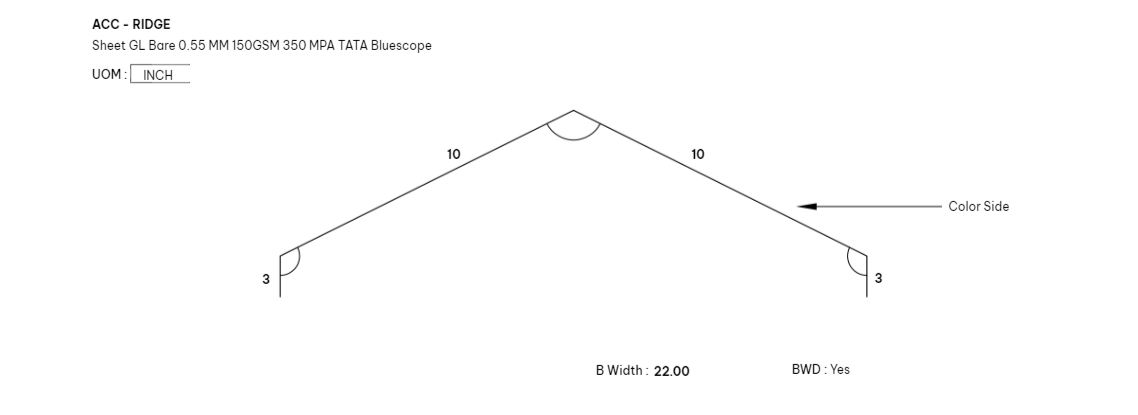 ACC - RIDGE
Sheet GL Bare 0.55 MM 150GSM 350 MPA TATA Bluescope
UOM : INCH
10 10
Color Side
3 3
B Width : 22.00 BWD : Yes